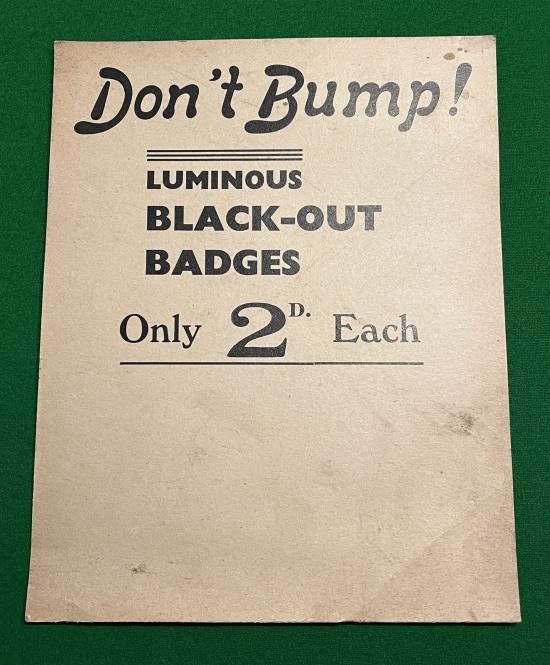 Don't Bump!
LUMINOUS
BLACK-OUT
BADGES
Only 2D. Each